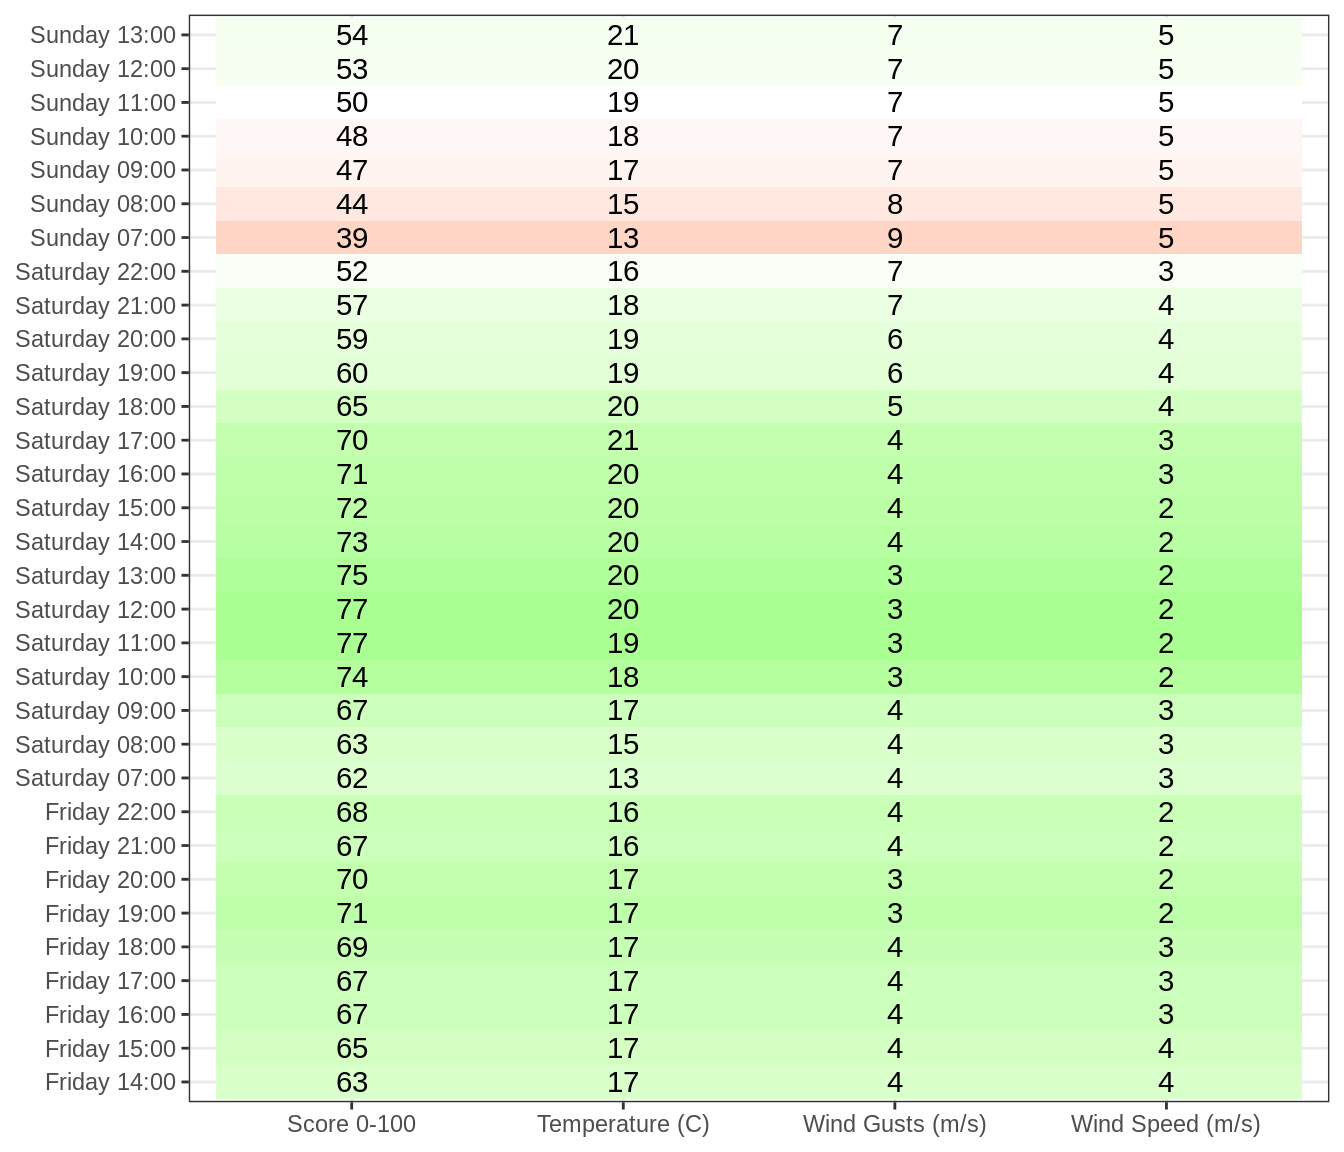 Sunday 13:00 54 21 7 5
Sunday 12:00 53 20 7 5
Sunday 11:00 50 19 7 5
Sunday 10:00 48 18 7 5
Sunday 09:00 47 17 7 5
Sunday 08:00 44 15 8 5
Sunday 07:00 39 13 9 5
Saturday 22:00 52 16 7 3
Saturday 21:00 57 18 7 4
Saturday 20:00 59 19 6 4
Saturday 19:00 60 19 6 4
Saturday 18:00 65 20 5 4
Saturday 17:00 70 21 4 3
Saturday 16:00 71 20 4 3
Saturday 15:00 72 20 4 2
Saturday 14:00 73 20 4 2
Saturday 13:00 75 20 3 2
Saturday 12:00 77 20 3 2
Saturday 11:00 77 19 3 2
Saturday 10:00 74 18 3 2
Saturday 09:00 67 17 4 3
Saturday 08:00 63 15 4 3
Saturday 07:00 62 13 4 3
Friday 22:00 68 16 4 2
Friday 21:00 67 16 4 2
Friday 20:00 70 17 3 2
Friday 19:00 71 17 3 2
Friday 18:00 69 17 4 3
Friday 17:00 67 17 4 3
Friday 16:00 67 17 4 3
Friday 15:00 65 17 4 4
Friday 14:00 63 17 4 4
Score 0-100 Temperature (C) Wind Gusts (m/s) Wind Speed (m/s)